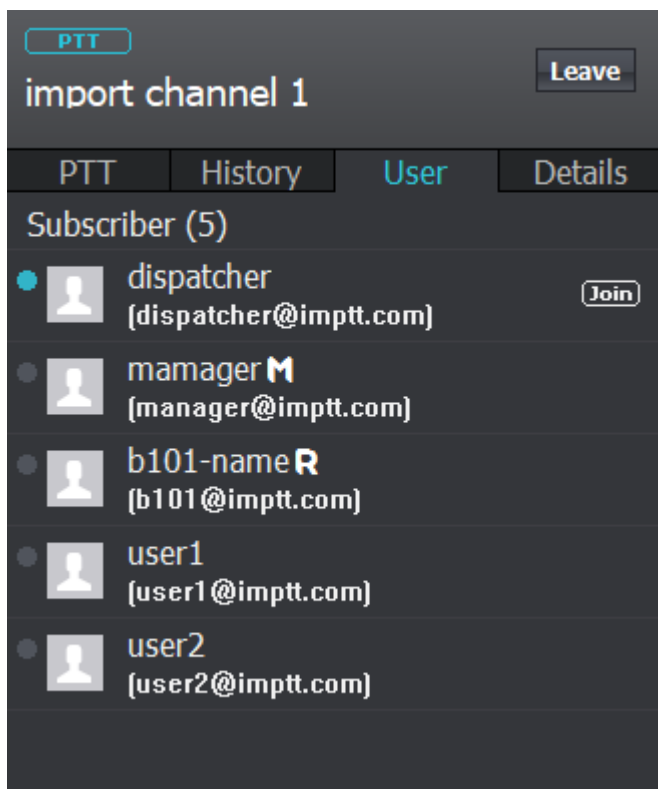 PTT
import channel 1
Leave
PTT History User Details
Subscriber (5)
dispatcher
(dispatcher@imptt.com)
Join
mamager M
(manager@imptt.com)
b101-name R
(b101@imptt.com)
user1
(user1@imptt.com)
user2
(user2@imptt.com)